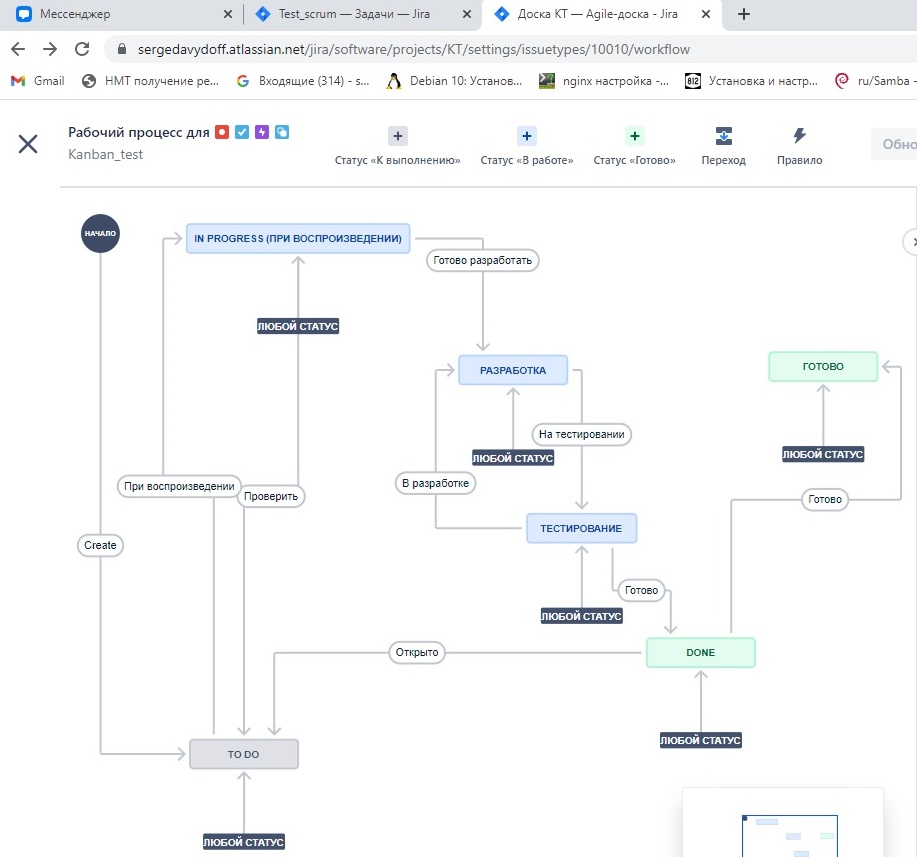 Мессенджер
Test_scrum — Задачи — Jira
Доска КТ — Agile-доска - Jira
sergedavydoff.atlassian.net/jira/software/projects/KT/settings/issuetypes/10010/workflow
Gmail
НМТ получение ре...
Входящие (314) - s...
Debian 10: Установ...
nginx настройка -...
812
Установка и настр...
ru/Samba -
Рабочий процесс для
Kanban_test
Статус «К выполнению»
Статус «В работе»
Статус «Готово»
Переход
Правило
Обно
НАЧАЛО
IN PROGRESS (ПРИ ВОСПРОИЗВЕДЕНИИ)
Готово разработать
ЛЮБОЙ СТАТУС
РАЗРАБОТКА
ГОТОВО
На тестировании
ЛЮБОЙ СТАТУС
ЛЮБОЙ СТАТУС
В разработке
При воспроизведении
Проверить
Готово
ТЕСТИРОВАНИЕ
Create
Готово
ЛЮБОЙ СТАТУС
Открыто
DONE
ЛЮБОЙ СТАТУС
TO DO
ЛЮБОЙ СТАТУС